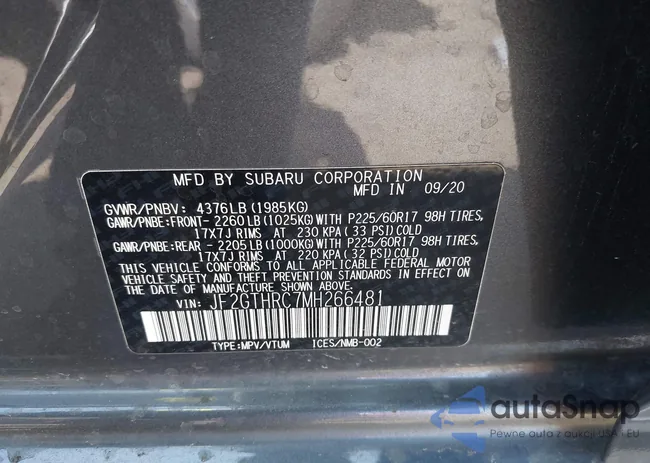 MFD BY SUBARU CORPORATION
MFD IN 09/20
GVWR/PNBV: 4376LB (1985KG)
GAWR/PNBE:FRONT- 2260LB (1025KG) WITH P225/60R17 98H TIRES,
17X7J RIMS AT 230 KPA (33 PSI) COLD
GAWR/PNBE:REAR - 2205LB (1000KG) WITH P225/60R17 98H TIRES,
17X7J RIMS AT 220 KPA (32 PSI) COLD
THIS VEHICLE CONFORMS TO ALL APPLICABLE FEDERAL MOTOR
VEHICLE SAFETY AND THEFT PREVENTION STANDARDS IN EFFECT
ON THE DATE OF MANUFACTURE SHOWN ABOVE.
VIN: JF2GTHRC7MH266481
TYPE:MPV/VTUM ICES/NMB-002
autoSnap
Pewne auta z aukcji USA i EU